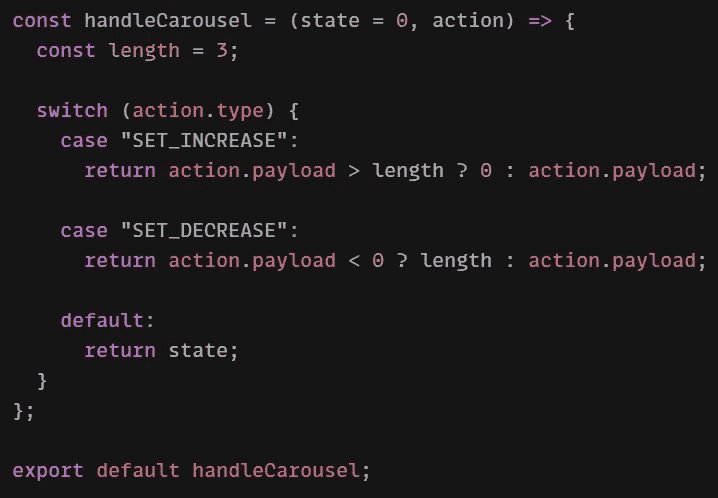 const handleCarousel = (state = 0, action) => {
  const length = 3;

  switch (action.type) {
    case "SET_INCREASE":
      return action.payload > length ? 0 : action.payload;

    case "SET_DECREASE":
      return action.payload < 0 ? length : action.payload;

    default:
      return state;
  }
};

export default handleCarousel;